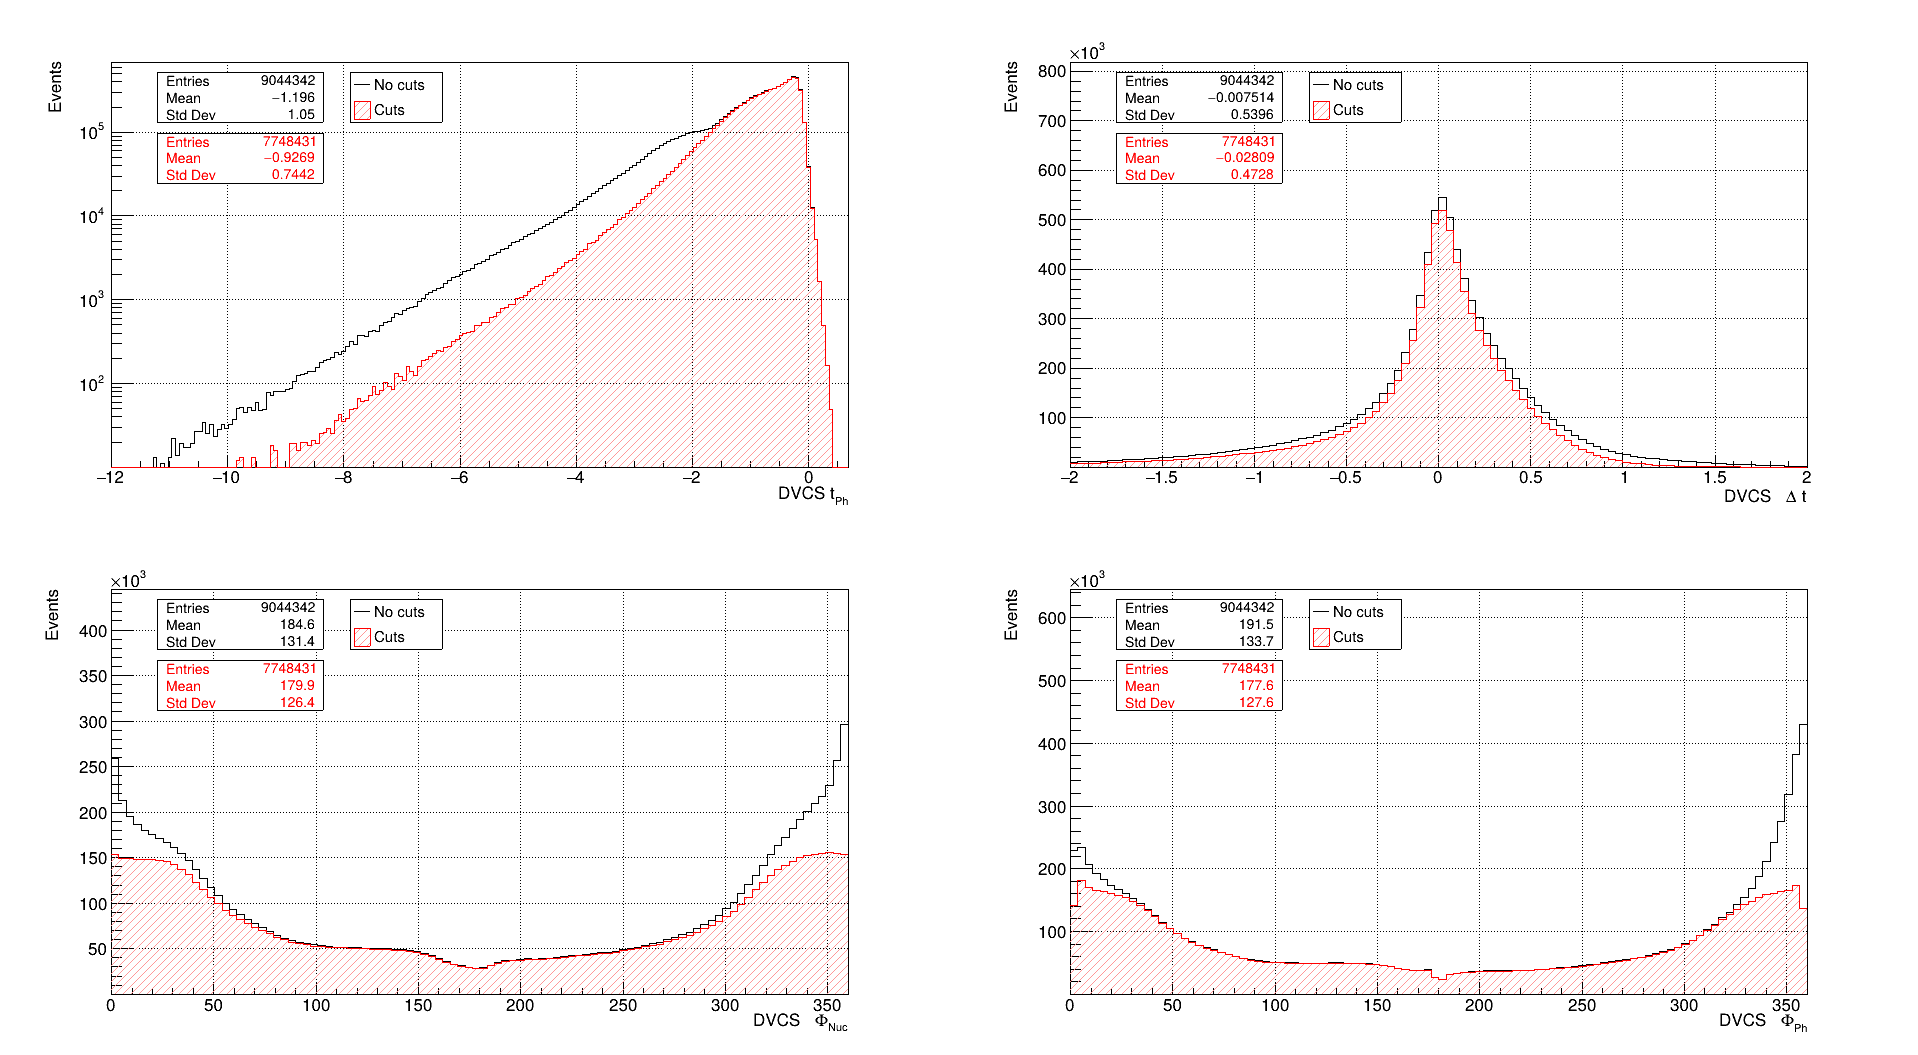 Events
Entries 9044342
Mean −1.196
Std Dev 1.05
Entries 7748431
Mean −0.9269
Std Dev 0.7442
No cuts
Cuts
10^5
10^4
10^3
10^2
−12 −10 −8 −6 −4 −2 0
DVCS t_Ph
×10^3
Events
Entries 9044342
Mean −0.007514
Std Dev 0.5396
Entries 7748431
Mean −0.02809
Std Dev 0.4728
No cuts
Cuts
800
700
600
500
400
300
200
100
−2 −1.5 −1 −0.5 0 0.5 1 1.5 2
DVCS Δ t
×10^3
Events
Entries 9044342
Mean 184.6
Std Dev 131.4
Entries 7748431
Mean 179.9
Std Dev 126.4
No cuts
Cuts
400
350
300
250
200
150
100
50
0 50 100 150 200 250 300 350
DVCS Φ_Nuc
×10^3
Events
Entries 9044342
Mean 191.5
Std Dev 133.7
Entries 7748431
Mean 177.6
Std Dev 127.6
No cuts
Cuts
600
500
400
300
200
100
0 50 100 150 200 250 300 350
DVCS Φ_Ph